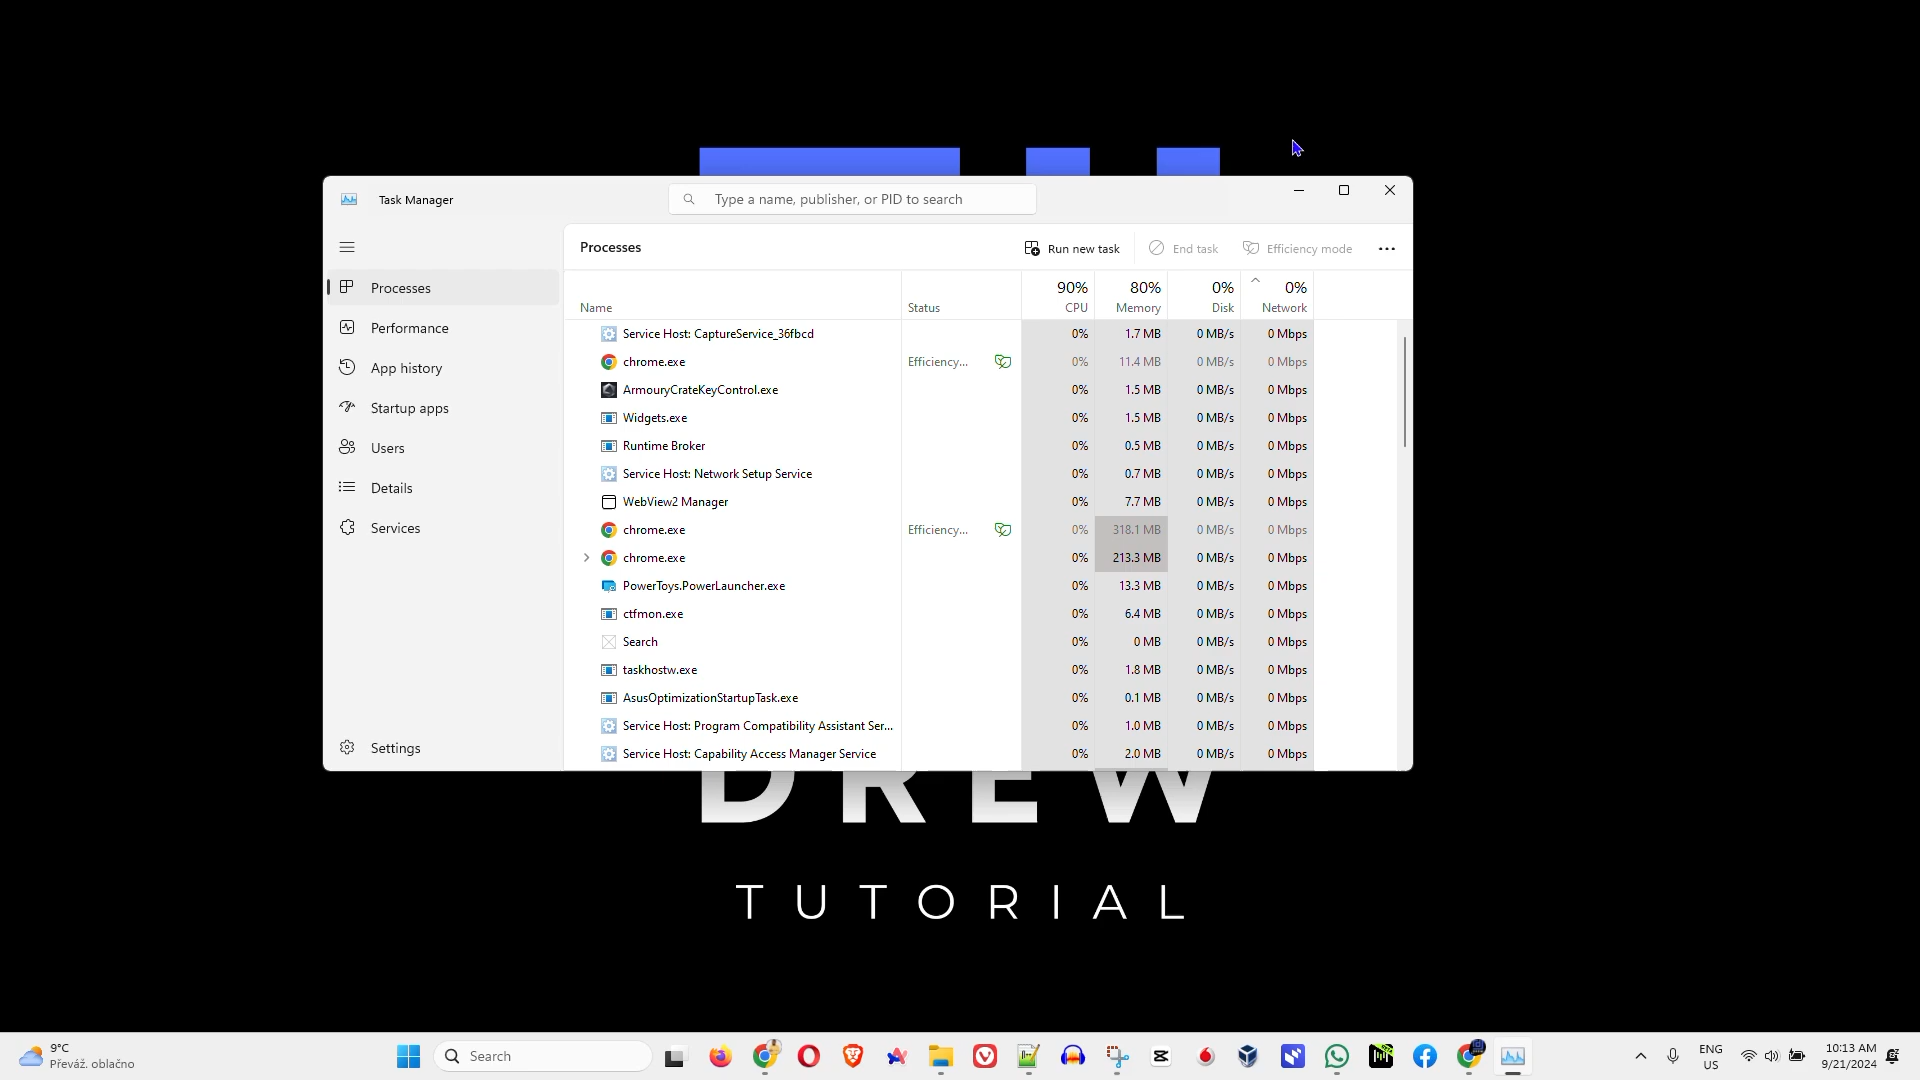 Task Manager
Type a name, publisher, or PID to search
Processes
Run new task
End task
Efficiency mode
Processes
Performance
App history
Startup apps
Users
Details
Services
Settings
90% 80% 0% 0%
Name Status CPU Memory Disk Network
Service Host: CaptureService_36fbcd 0% 1.7 MB 0 MB/s 0 Mbps
chrome.exe Efficiency... 0% 11.4 MB 0 MB/s 0 Mbps
ArmouryCrateKeyControl.exe 0% 1.5 MB 0 MB/s 0 Mbps
Widgets.exe 0% 1.5 MB 0 MB/s 0 Mbps
Runtime Broker 0% 0.5 MB 0 MB/s 0 Mbps
Service Host: Network Setup Service 0% 0.7 MB 0 MB/s 0 Mbps
WebView2 Manager 0% 7.7 MB 0 MB/s 0 Mbps
chrome.exe Efficiency... 0% 318.1 MB 0 MB/s 0 Mbps
chrome.exe 0% 213.3 MB 0 MB/s 0 Mbps
PowerToys.PowerLauncher.exe 0% 13.3 MB 0 MB/s 0 Mbps
ctfmon.exe 0% 6.4 MB 0 MB/s 0 Mbps
Search 0% 0 MB 0 MB/s 0 Mbps
taskhostw.exe 0% 1.8 MB 0 MB/s 0 Mbps
AsusOptimizationStartupTask.exe 0% 0.1 MB 0 MB/s 0 Mbps
Service Host: Program Compatibility Assistant Ser... 0% 1.0 MB 0 MB/s 0 Mbps
Service Host: Capability Access Manager Service 0% 2.0 MB 0 MB/s 0 Mbps
DREW
TUTORIAL
9°C
Převáž. oblačno
Search
ENG
US
10:13 AM
9/21/2024